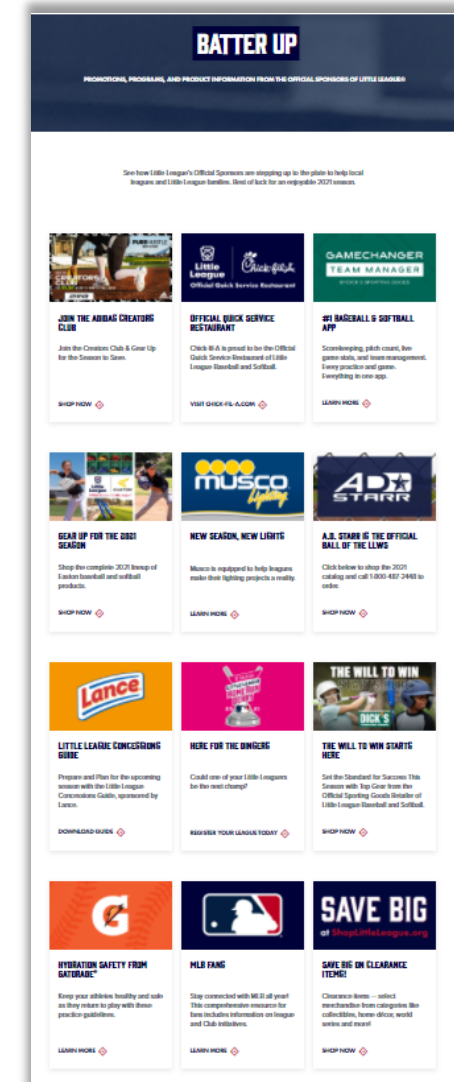 BATTER UP
PROMOTIONS, PROGRAMS, AND PRODUCT INFORMATION FROM THE OFFICIAL SPONSORS OF LITTLE LEAGUE®
See how Little League's Official Sponsors are stepping up to the plate to help local
leagues and Little League families. Best of luck for an enjoyable 2021 season.
PURE HUSTLE
CREATORS
CLUB
JOIN THE ADIDAS CREATORS
CLUB
Join the Creators Club & Gear Up
for the Season to Save.
SHOP NOW
Little
League
Chick-fil-A
Official Quick Service Restaurant
OFFICIAL QUICK SERVICE
RESTAURANT
Chick-fil-A is proud to be the Official
Quick Service Restaurant of Little
League Baseball and Softball.
VISIT CHICK-FIL-A.COM
GAMECHANGER
TEAM MANAGER
#1 BASEBALL & SOFTBALL
APP
Scorekeeping, pitch count, live
game stats, and team management.
Every practice and game.
Everything in one app.
LEARN MORE
GEAR UP FOR THE 2021
SEASON
Shop the complete 2021 lineup of
Easton baseball and softball
products.
SHOP NOW
musco
Lighting
NEW SEASON, NEW LIGHTS
Musco is equipped to help leagues
make their lighting projects a reality.
LEARN MORE
AD
STARR
A.D. STARR IS THE OFFICIAL
BALL OF THE LLWS
Click below to shop the 2021
catalog and call 1-800-487-2448 to
order.
SHOP NOW
Lance
LITTLE LEAGUE CONCESSIONS
GUIDE
Prepare and Plan for the upcoming
season with the Little League
Concessions Guide, sponsored by
Lance.
DOWNLOAD GUIDE
HERE FOR THE DINGERS
Could one of your Little Leaguers
be the next champ?
REGISTER YOUR LEAGUE TODAY
THE WILL TO WIN
DICK'S
THE WILL TO WIN STARTS
HERE
Set the Standard for Success This
Season with Top Gear from the
Official Sporting Goods Retailer of
Little League Baseball and Softball.
SHOP NOW
G
HYDRATION SAFETY FROM
GATORADE®
Keep your athletes healthy and safe
as they return to play with these
practice guidelines.
LEARN MORE
MLB FANS
Stay connected with MLB all year!
This comprehensive resource for
fans includes information on league
and Club initiatives.
LEARN MORE
SAVE BIG
at ShopLittleLeague.org
SAVE BIG ON CLEARANCE
ITEMS!
Clearance items — select
merchandise from categories like
collectibles, home décor, world
series and more!
SHOP NOW